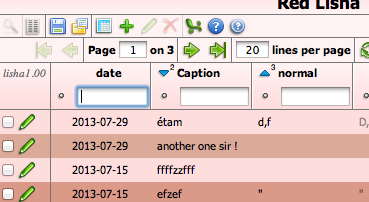 Red Lisha
Page 1 on 3 20 lines per page
lisha1.00 date 2 Caption 3 normal
2013-07-29 étam d,f D,
2013-07-29 another one sir !
2013-07-15 ffffzzfff
2013-07-15 efzef " "